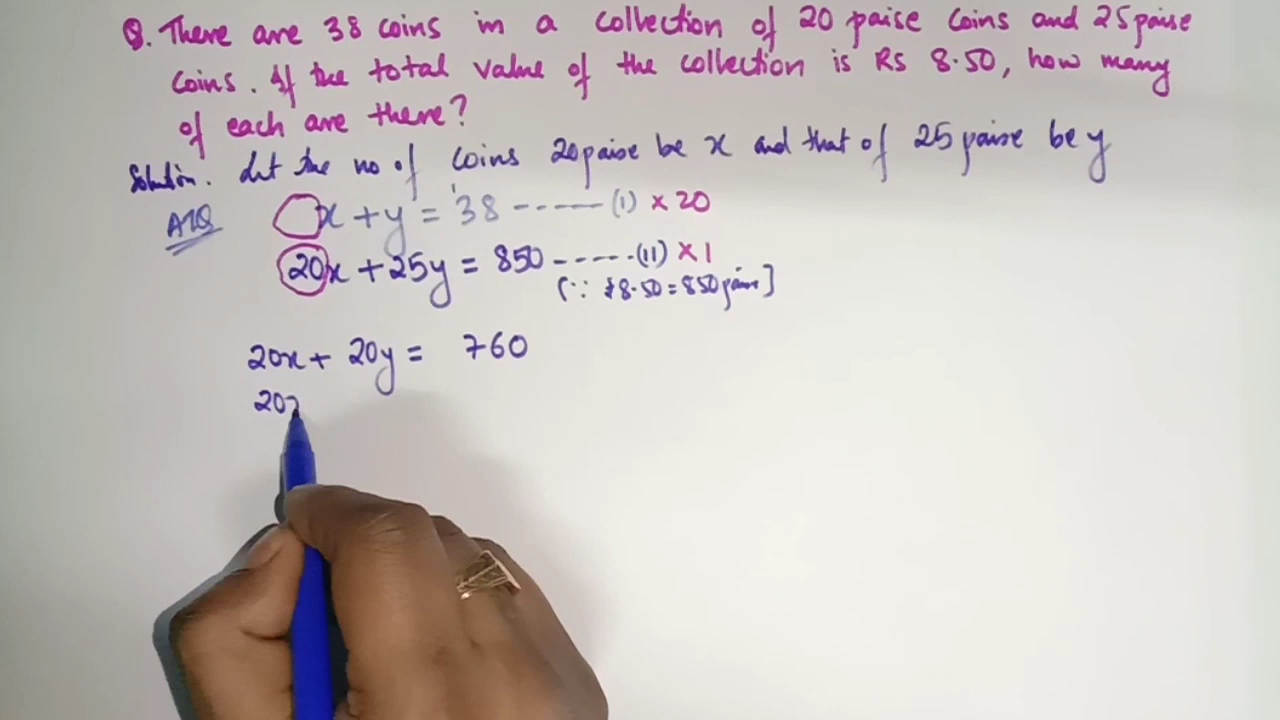 Q. There are 38 coins in a collection of 20 paise coins and 25 paise
coins. If the total value of the collection is Rs 8.50, how many
of each are there?
Solution. Let the no of coins 20 paise be x and that of 25 paise be y
ATQ x + y = 38 ------ (I) × 20
20x + 25y = 850 ------ (II) × 1
(∵ ₹8.50 = 850 paise]
20x + 20y = 760
20x